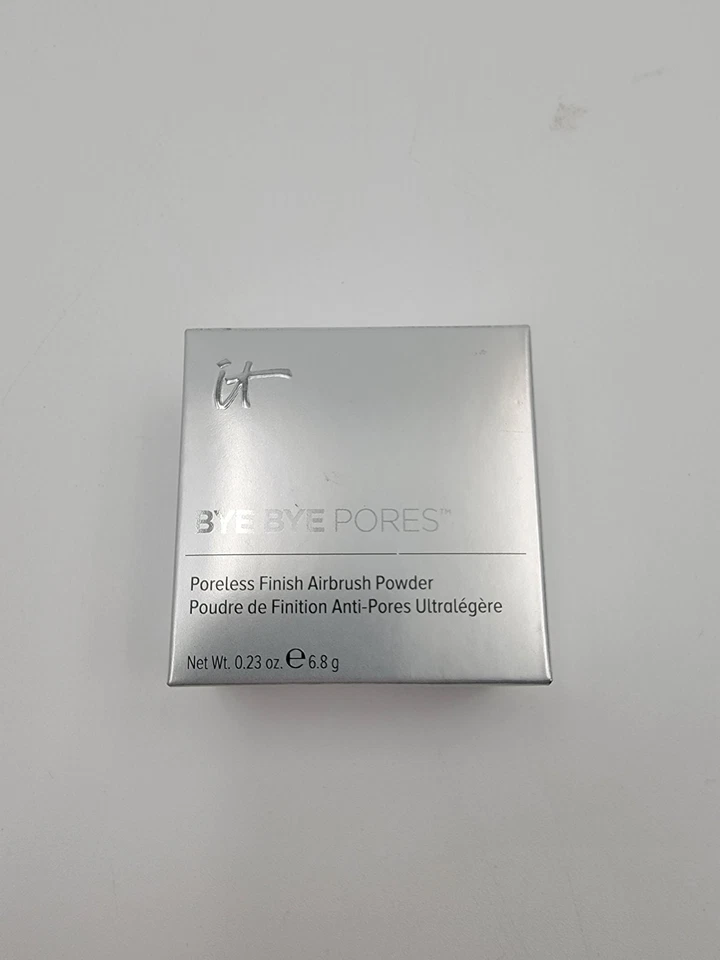 it
BYE BYE PORES™
Poreless Finish Airbrush Powder
Poudre de Finition Anti-Pores Ultralégère
Net Wt. 0.23 oz. ℮ 6.8 g